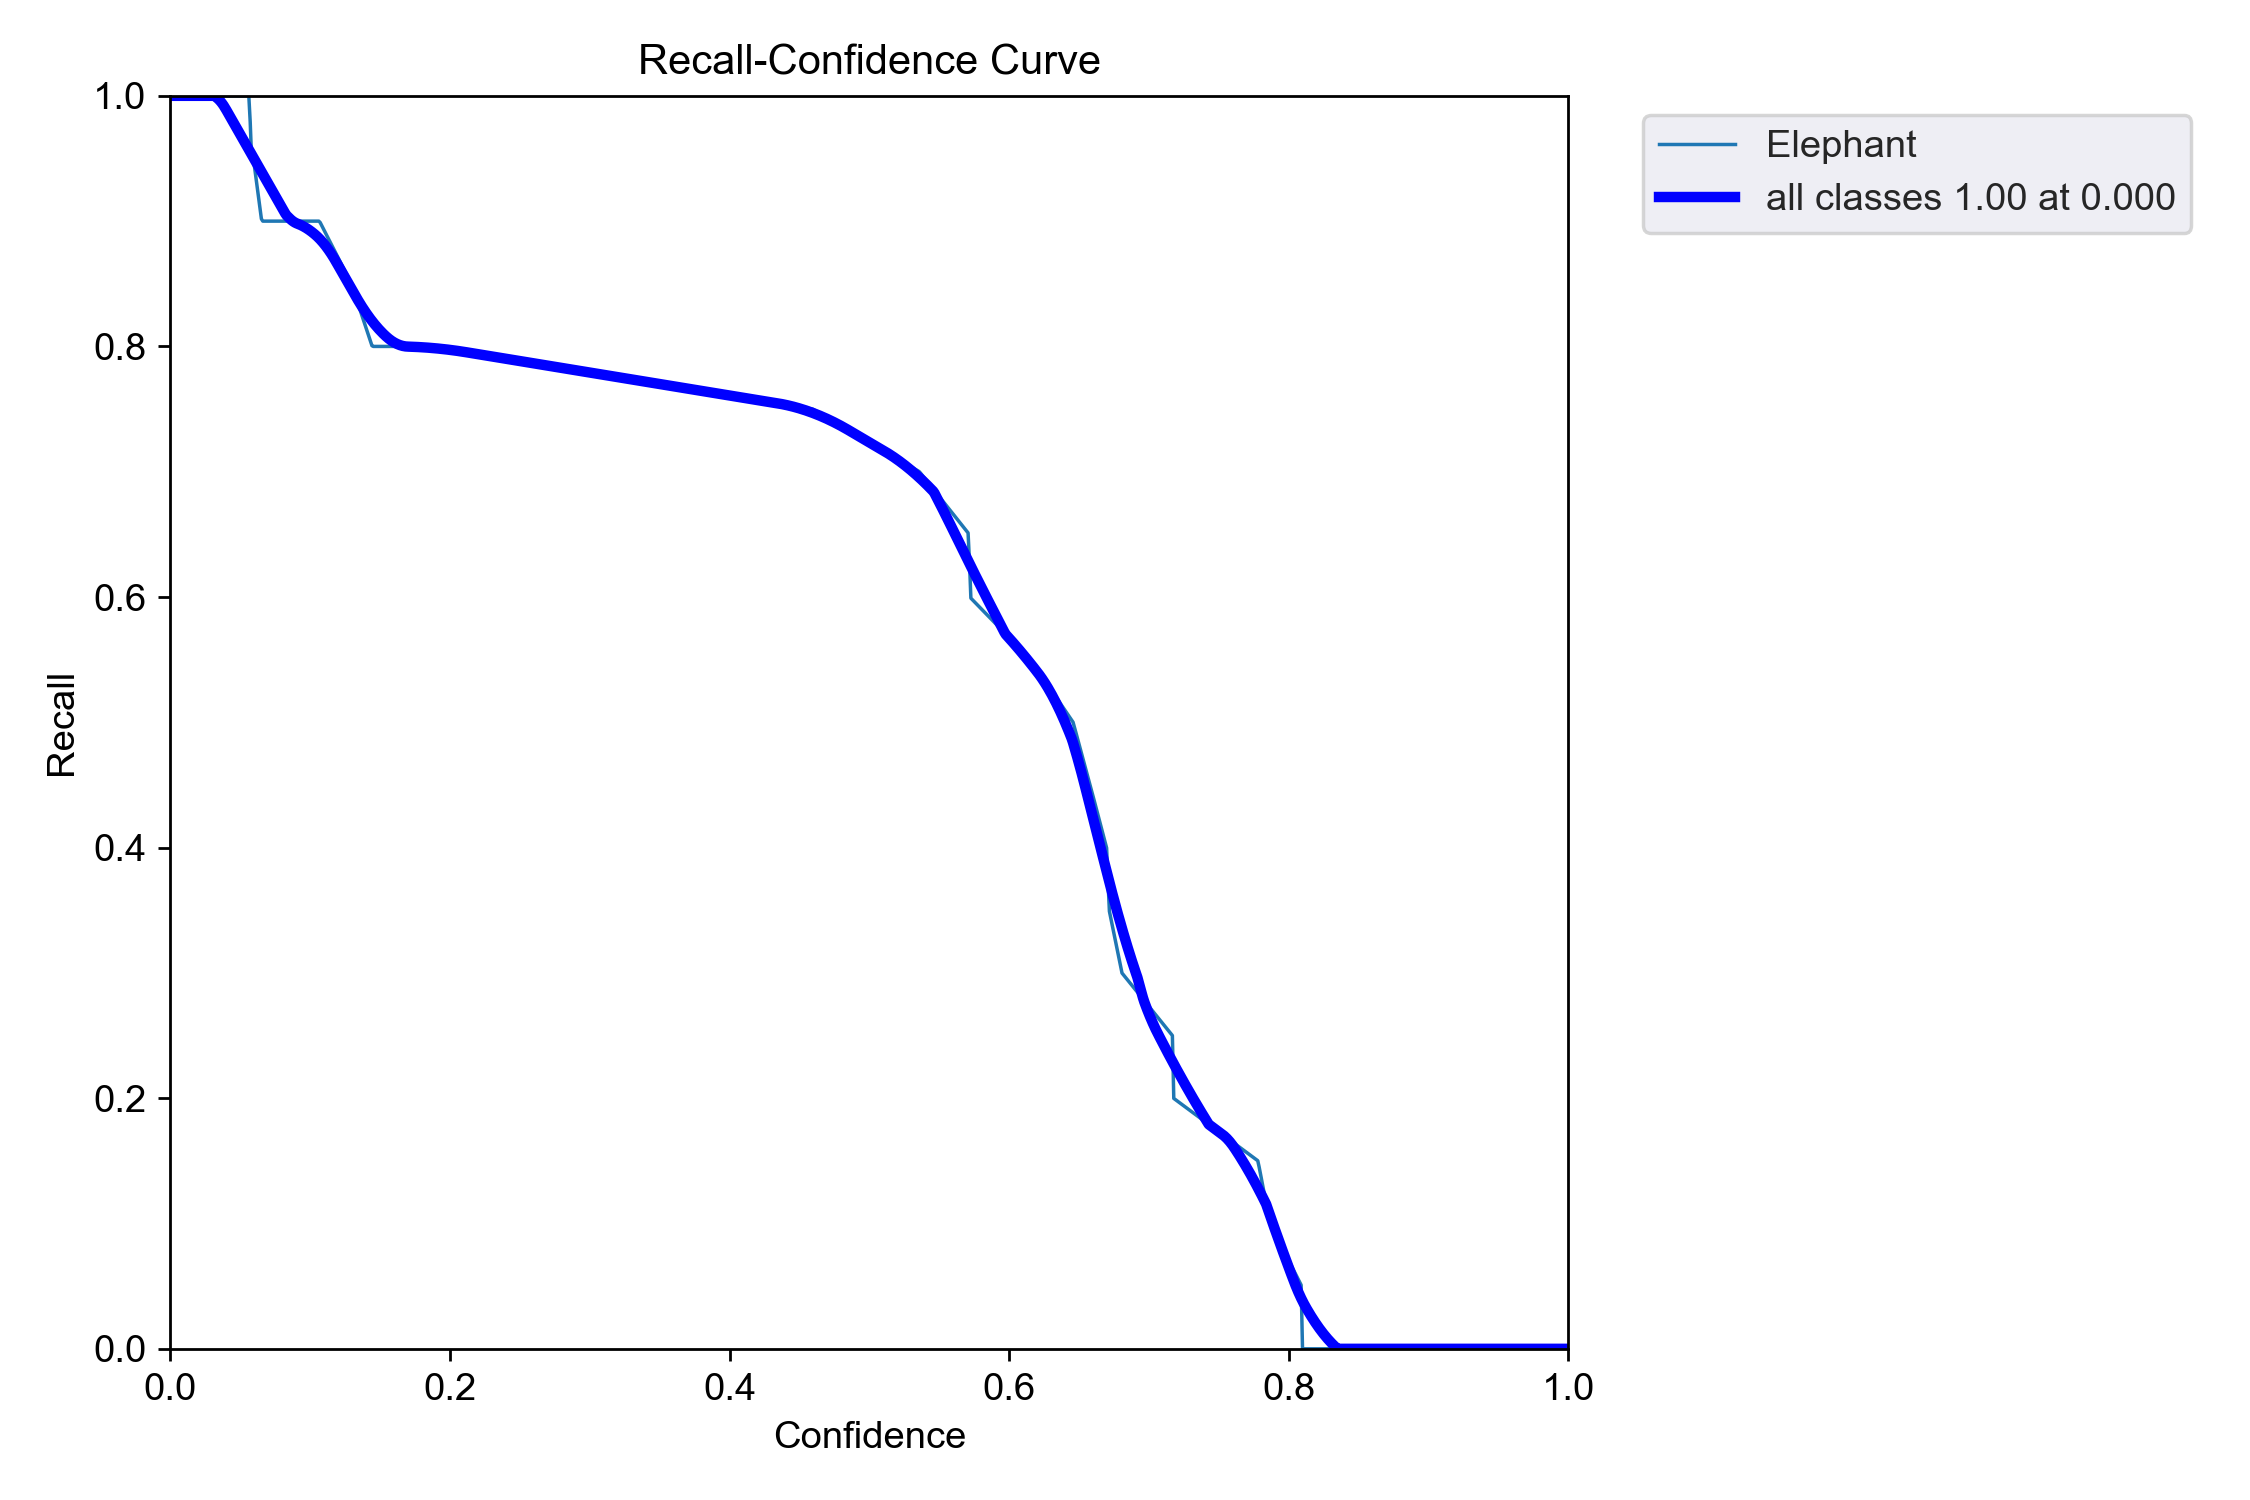 Recall-Confidence Curve
1.0
0.8
0.6
0.4
0.2
0.0
Recall
0.0 0.2 0.4 0.6 0.8 1.0
Confidence
Elephant
all classes 1.00 at 0.000